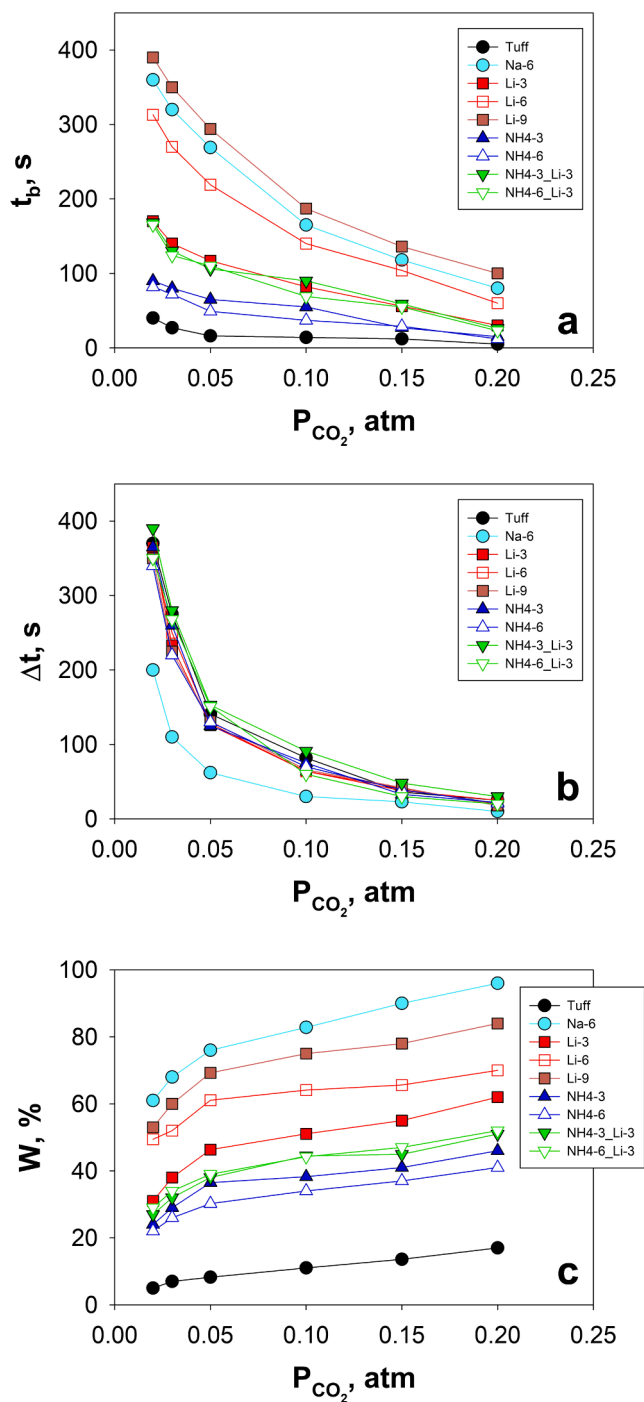 400
300
200
100
0
t_b, s
Tuff
Na-6
Li-3
Li-6
Li-9
NH4-3
NH4-6
NH4-3_Li-3
NH4-6_Li-3
a
0.00 0.05 0.10 0.15 0.20 0.25
P_CO₂, atm
400
300
200
100
0
Δt, s
Tuff
Na-6
Li-3
Li-6
Li-9
NH4-3
NH4-6
NH4-3_Li-3
NH4-6_Li-3
b
0.00 0.05 0.10 0.15 0.20 0.25
P_CO₂, atm
100
80
60
40
20
0
W, %
Tuff
Na-6
Li-3
Li-6
Li-9
NH4-3
NH4-6
NH4-3_Li-3
NH4-6_Li-3
c
0.00 0.05 0.10 0.15 0.20 0.25
P_CO₂, atm